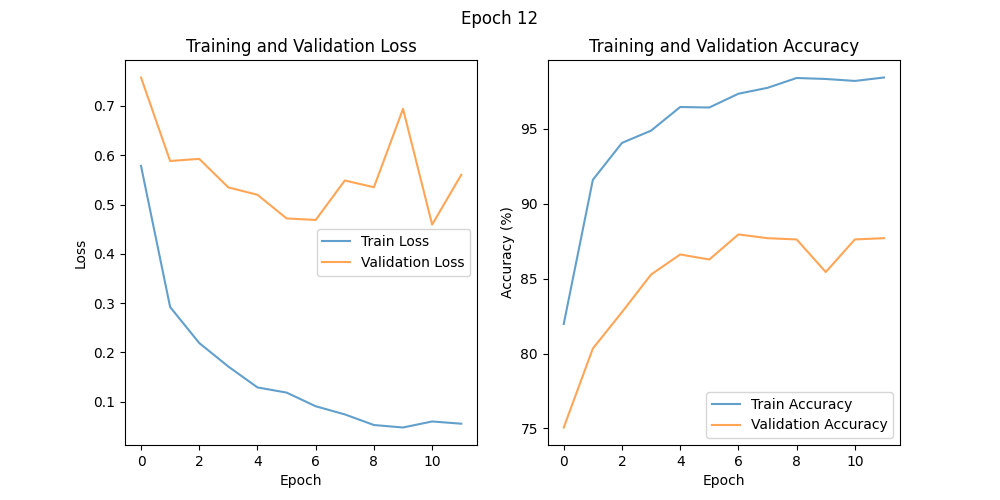 Epoch 12
Training and Validation Loss
0.7
0.6
0.5
0.4
0.3
0.2
0.1
Loss
Train Loss
Validation Loss
0 2 4 6 8 10
Epoch
Training and Validation Accuracy
95
90
85
80
75
Accuracy (%)
Train Accuracy
Validation Accuracy
0 2 4 6 8 10
Epoch